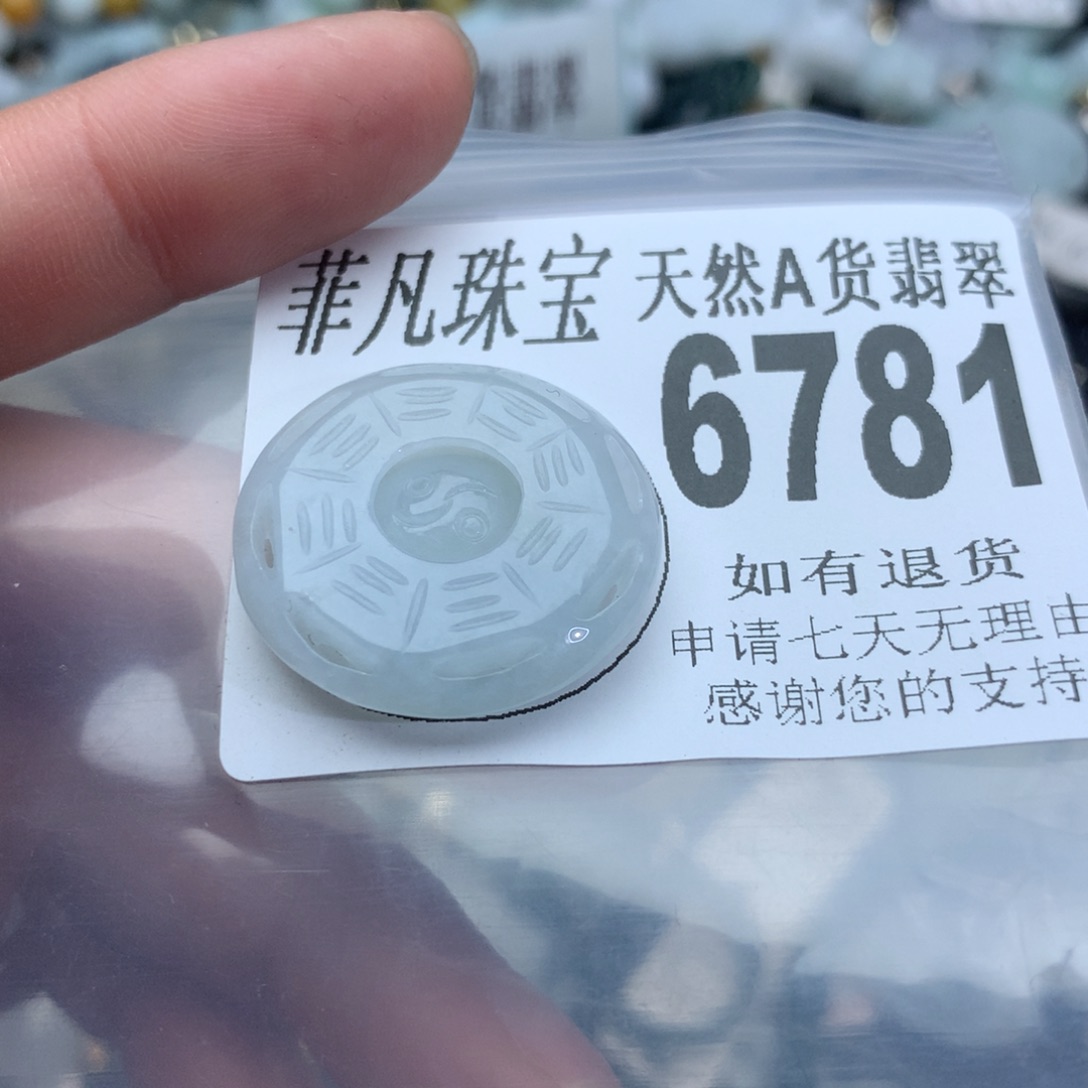 菲凡珠宝 天然A货翡翠
6781
如有退货
申请七天无理由
感谢您的支持